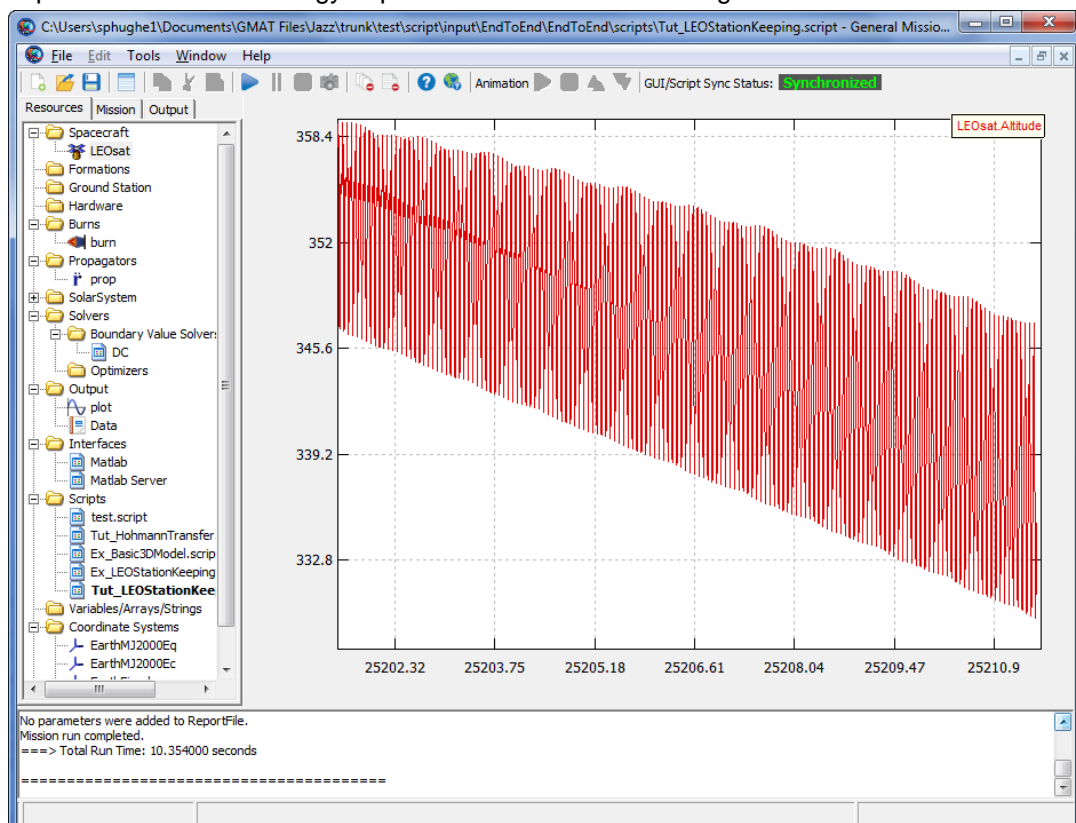 C:\Users\sphughe1\Documents\GMAT Files\Jazz\trunk\test\script\input\EndToEnd\EndToEnd\scripts\Tut_LEOStationKeeping.script - General Missio...
File Edit Tools Window Help
Animation GUI/Script Sync Status: Synchronized
Resources Mission Output
Spacecraft
LEOsat
Formations
Ground Station
Hardware
Burns
burn
Propagators
prop
SolarSystem
Solvers
Boundary Value Solver
DC
Optimizers
Output
plot
Data
Interfaces
Matlab
Matlab Server
Scripts
test.script
Tut_HohmannTransfer
Ex_Basic3DModel.scrip
Ex_LEOStationKeeping
Tut_LEOStationKee
Variables/Arrays/Strings
Coordinate Systems
EarthMJ2000Eq
EarthMJ2000Ec
LEOsat.Altitude
358.4
352
345.6
339.2
332.8
25202.32 25203.75 25205.18 25206.61 25208.04 25209.47 25210.9
No parameters were added to ReportFile.
Mission run completed.
===> Total Run Time: 10.354000 seconds
========================================